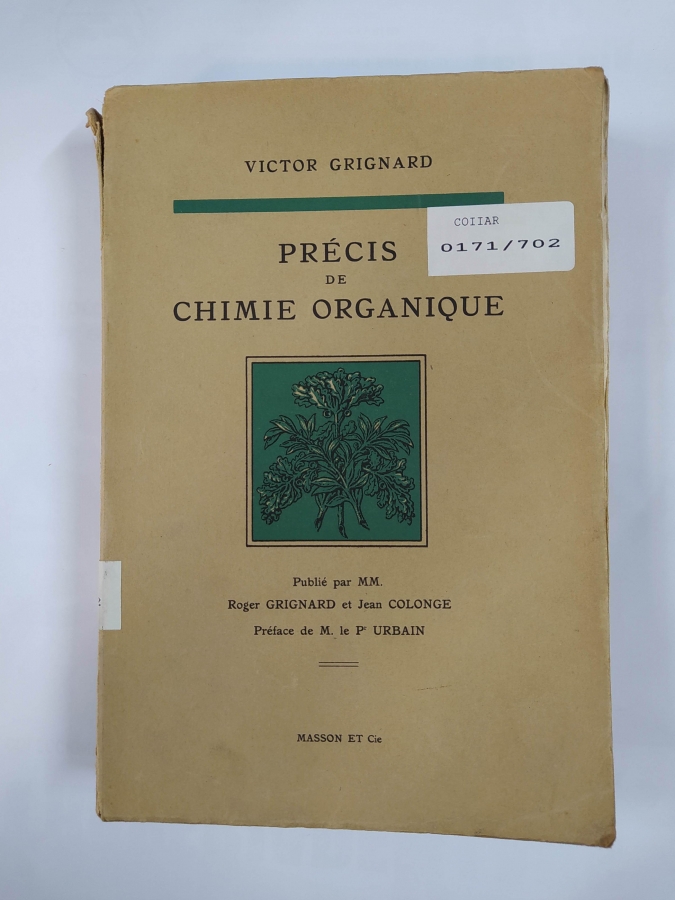 VICTOR GRIGNARD
COIIAR
0171/702
PRÉCIS
DE
CHIMIE ORGANIQUE
Publié par MM.
Roger GRIGNARD et Jean COLONGE
Préface de M. le Pr URBAIN
MASSON ET Cie